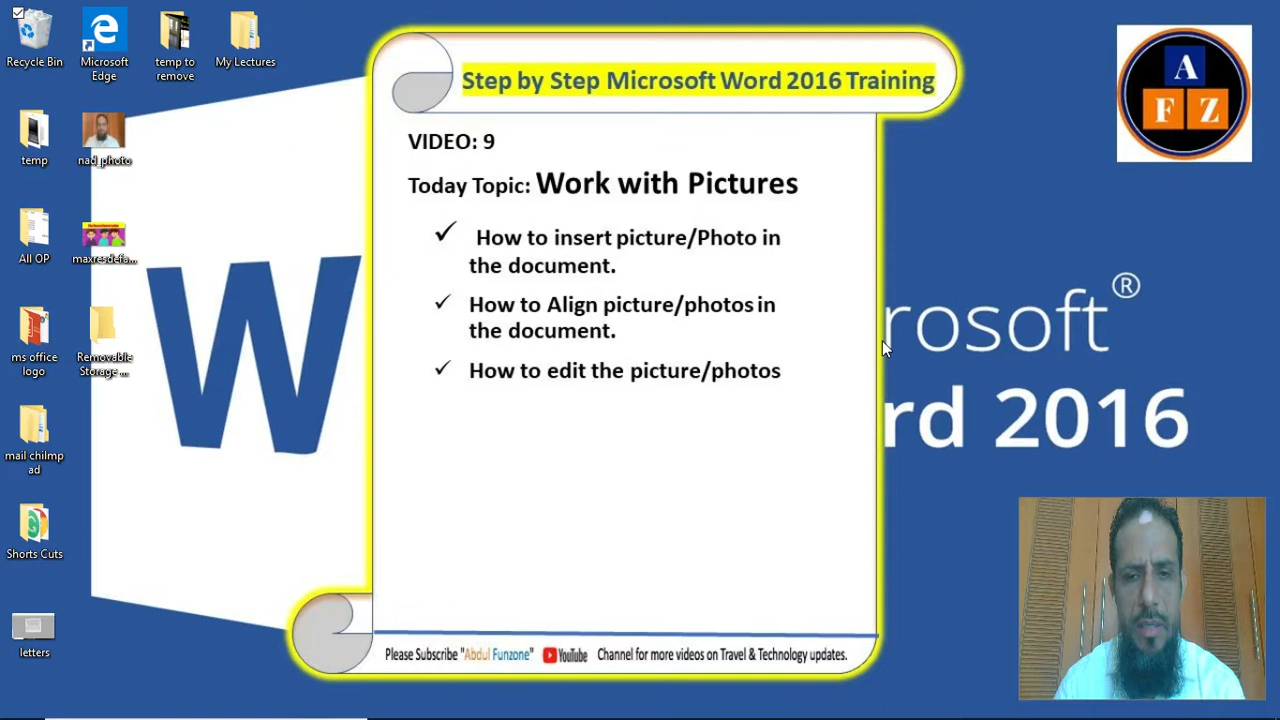 Recycle Bin
Microsoft
Edge
temp to
remove
My Lectures
temp
nad_photo
All OP
maxresdefa...
ms office
logo
Removable
Storage ...
mail chilmp
ad
Shorts Cuts
letters
W
Step by Step Microsoft Word 2016 Training
VIDEO: 9
Today Topic: Work with Pictures
✓ How to insert picture/Photo in
the document.
✓ How to Align picture/photos in
the document.
✓ How to edit the picture/photos
Please Subscribe "Abdul Funzone" YouTube Channel for more videos on Travel & Technology updates.
A
F Z
rosoft®
rd 2016